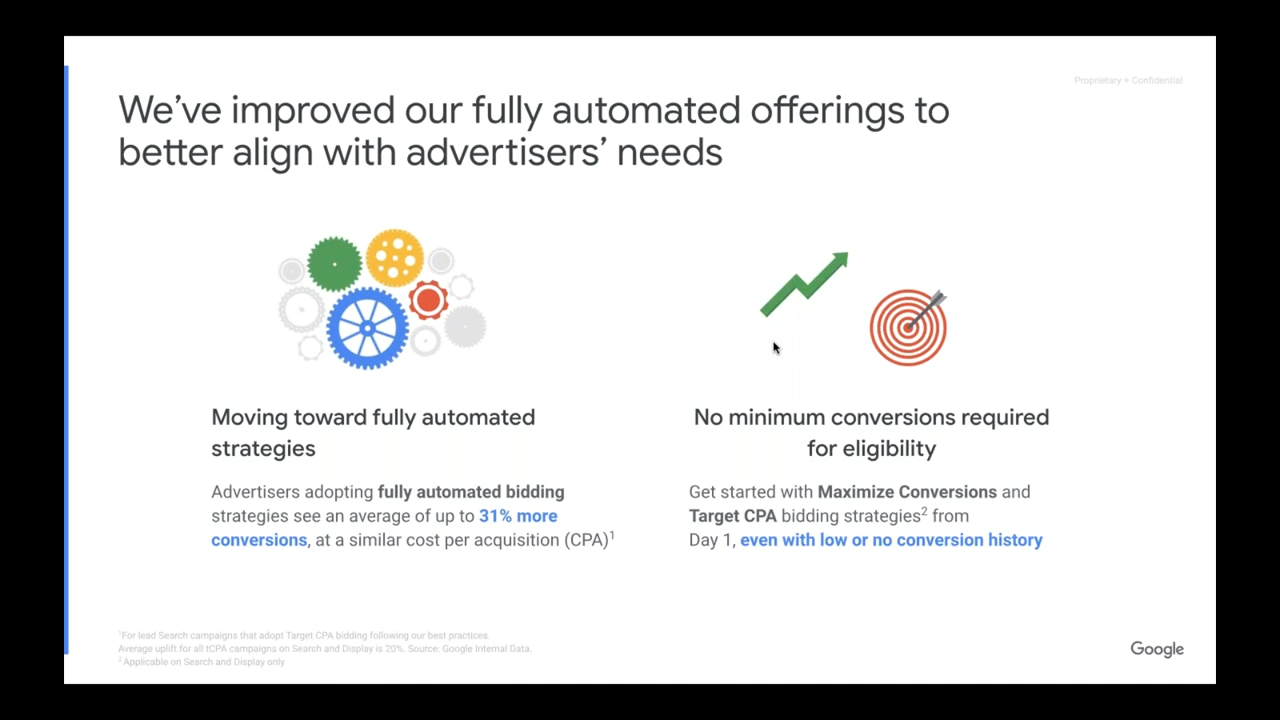 Proprietary + Confidential
We’ve improved our fully automated offerings to
better align with advertisers’ needs
Moving toward fully automated
strategies
Advertisers adopting fully automated bidding
strategies see an average of up to 31% more
conversions, at a similar cost per acquisition (CPA)¹
No minimum conversions required
for eligibility
Get started with Maximize Conversions and
Target CPA bidding strategies² from
Day 1, even with low or no conversion history
¹For lead Search campaigns that adopt Target CPA bidding following our best practices.
Average uplift for all tCPA campaigns on Search and Display is 20%. Source: Google Internal Data.
² Applicable on Search and Display only
Google